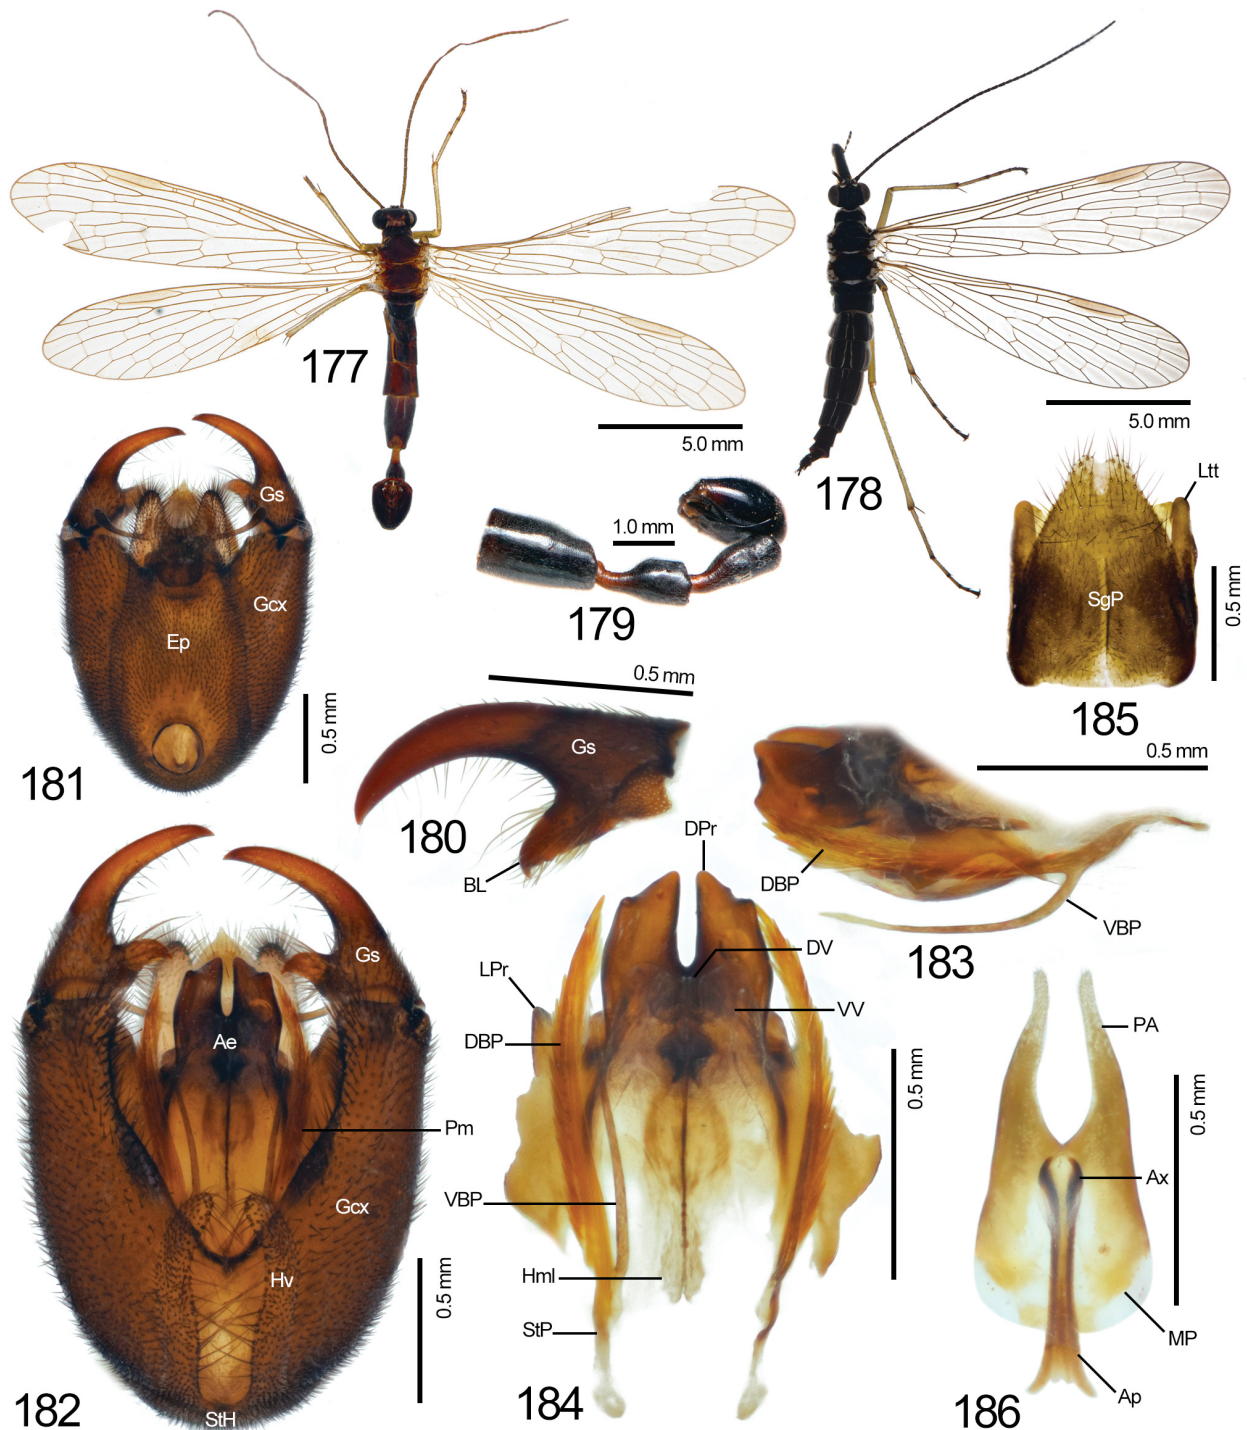 177
5.0 mm
178
5.0 mm
Gs
Gcx
Ep
0.5 mm
181
1.0 mm
179
Ltt
SgP
0.5 mm
185
0.5 mm
Gs
180
BL
0.5 mm
DBP
VBP
183
Gs
Ae
Pm
Gcx
Hv
0.5 mm
182
StH
DPr
DV
LPr
VV
DBP
VBP
Hml
StP
0.5 mm
184
PA
0.5 mm
Ax
MP
Ap
186